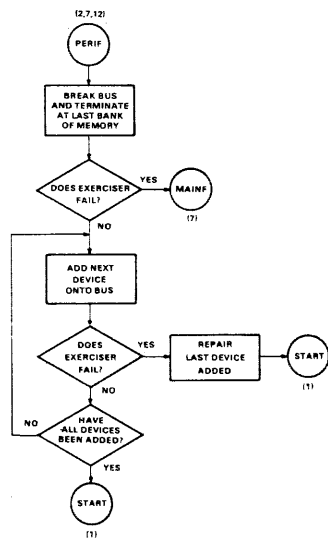 (2,7,12)
PERIF
BREAK BUS
AND TERMINATE
AT LAST BANK
OF MEMORY
DOES EXERCISER
FAIL?
YES
MAINF
(7)
NO
ADD NEXT
DEVICE
ONTO BUS
DOES
EXERCISER
FAIL?
YES
REPAIR
LAST DEVICE
ADDED
START
(1)
NO
HAVE
ALL DEVICES
BEEN ADDED?
NO
YES
START
(1)